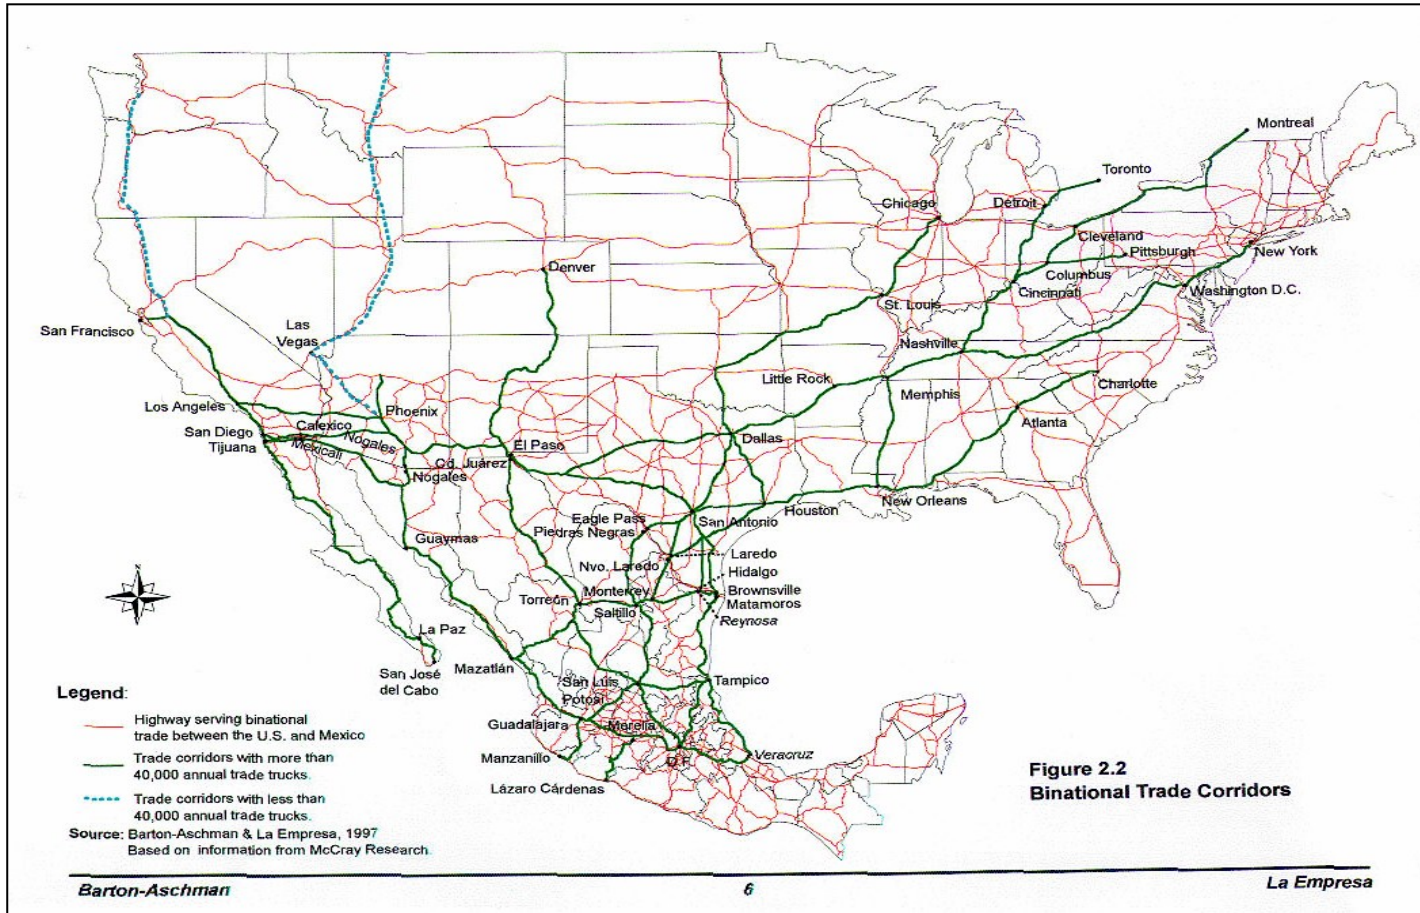 Montreal
Toronto
Chicago
Detroit
Cleveland
Pittsburgh
New York
Denver
Columbus
Cincinnati
Washington D.C.
St. Louis
San Francisco
Las
Vegas
Nashville
Little Rock
Memphis
Charlotte
Los Angeles
Phoenix
Atlanta
San Diego
Tijuana
Calexico
Mexicali
Nogales
Nogales
El Paso
Cd. Juárez
Dallas
New Orleans
Houston
San Antonio
Eagle Pass
Piedras Negras
Guaymas
Laredo
Nvo. Laredo
Hidalgo
Monterrey
Brownsville
Matamoros
Reynosa
Torreón
Saltillo
N
La Paz
San José
del Cabo
Mazatlán
San Luis
Potosí
Tampico
Guadalajara
Morelia
Manzanillo
D.F.
Veracruz
Lázaro Cárdenas
Legend:
Highway serving binational
trade between the U.S. and Mexico
Trade corridors with more than
40,000 annual trade trucks.
Trade corridors with less than
40,000 annual trade trucks.
Source: Barton-Aschman & La Empresa, 1997
Based on information from McCray Research.
Figure 2.2
Binational Trade Corridors
Barton-Aschman
6
La Empresa